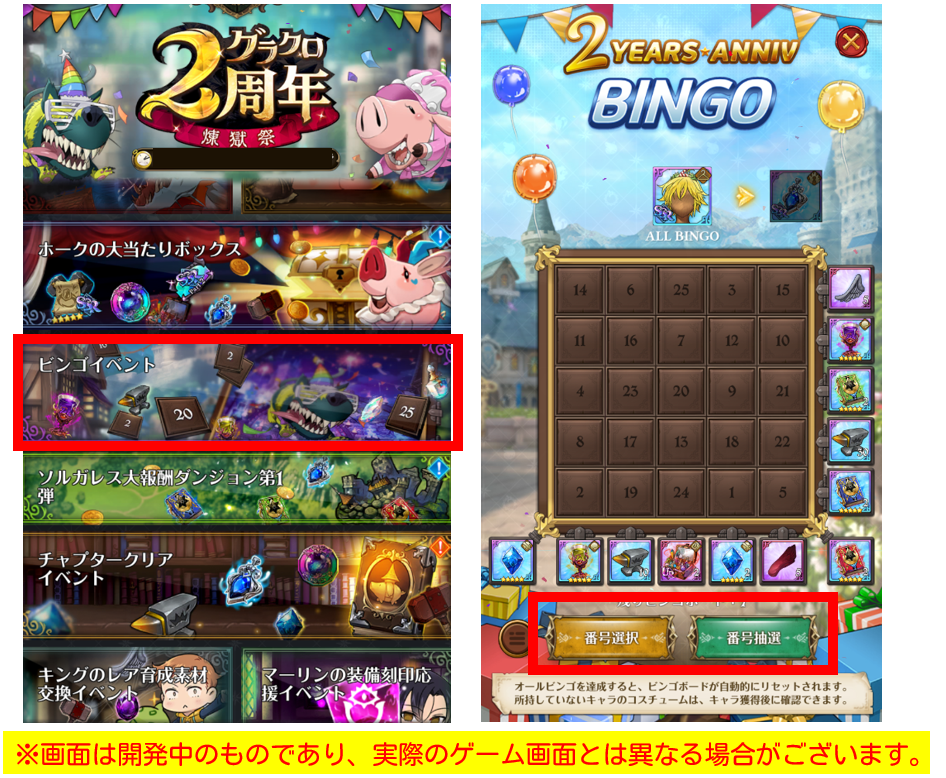 グラクロ
2周年
煉獄祭
ホークの大当たりボックス
!
ビンゴイベント
10
2
2
20
25
ソルガレス大報酬ダンジョン第1
弾
!
チャプタークリア
イベント
!
キングのレア育成素材
交換イベント
マーリンの装備刻印応
援イベント
2 YEARS★ANNIV
BINGO
2
ALL BINGO
14 6 25 3 15
11 16 7 12 10
4 23 20 9 21
8 17 13 18 22
2 19 24 1 5
番号選択
番号抽選
オールビンゴを達成すると、ビンゴボードが自動的にリセットされます。
所持していないキャラのコスチュームは、キャラ獲得後に確認できます。
※画面は開発中のものであり、実際のゲーム画面とは異なる場合がございます。